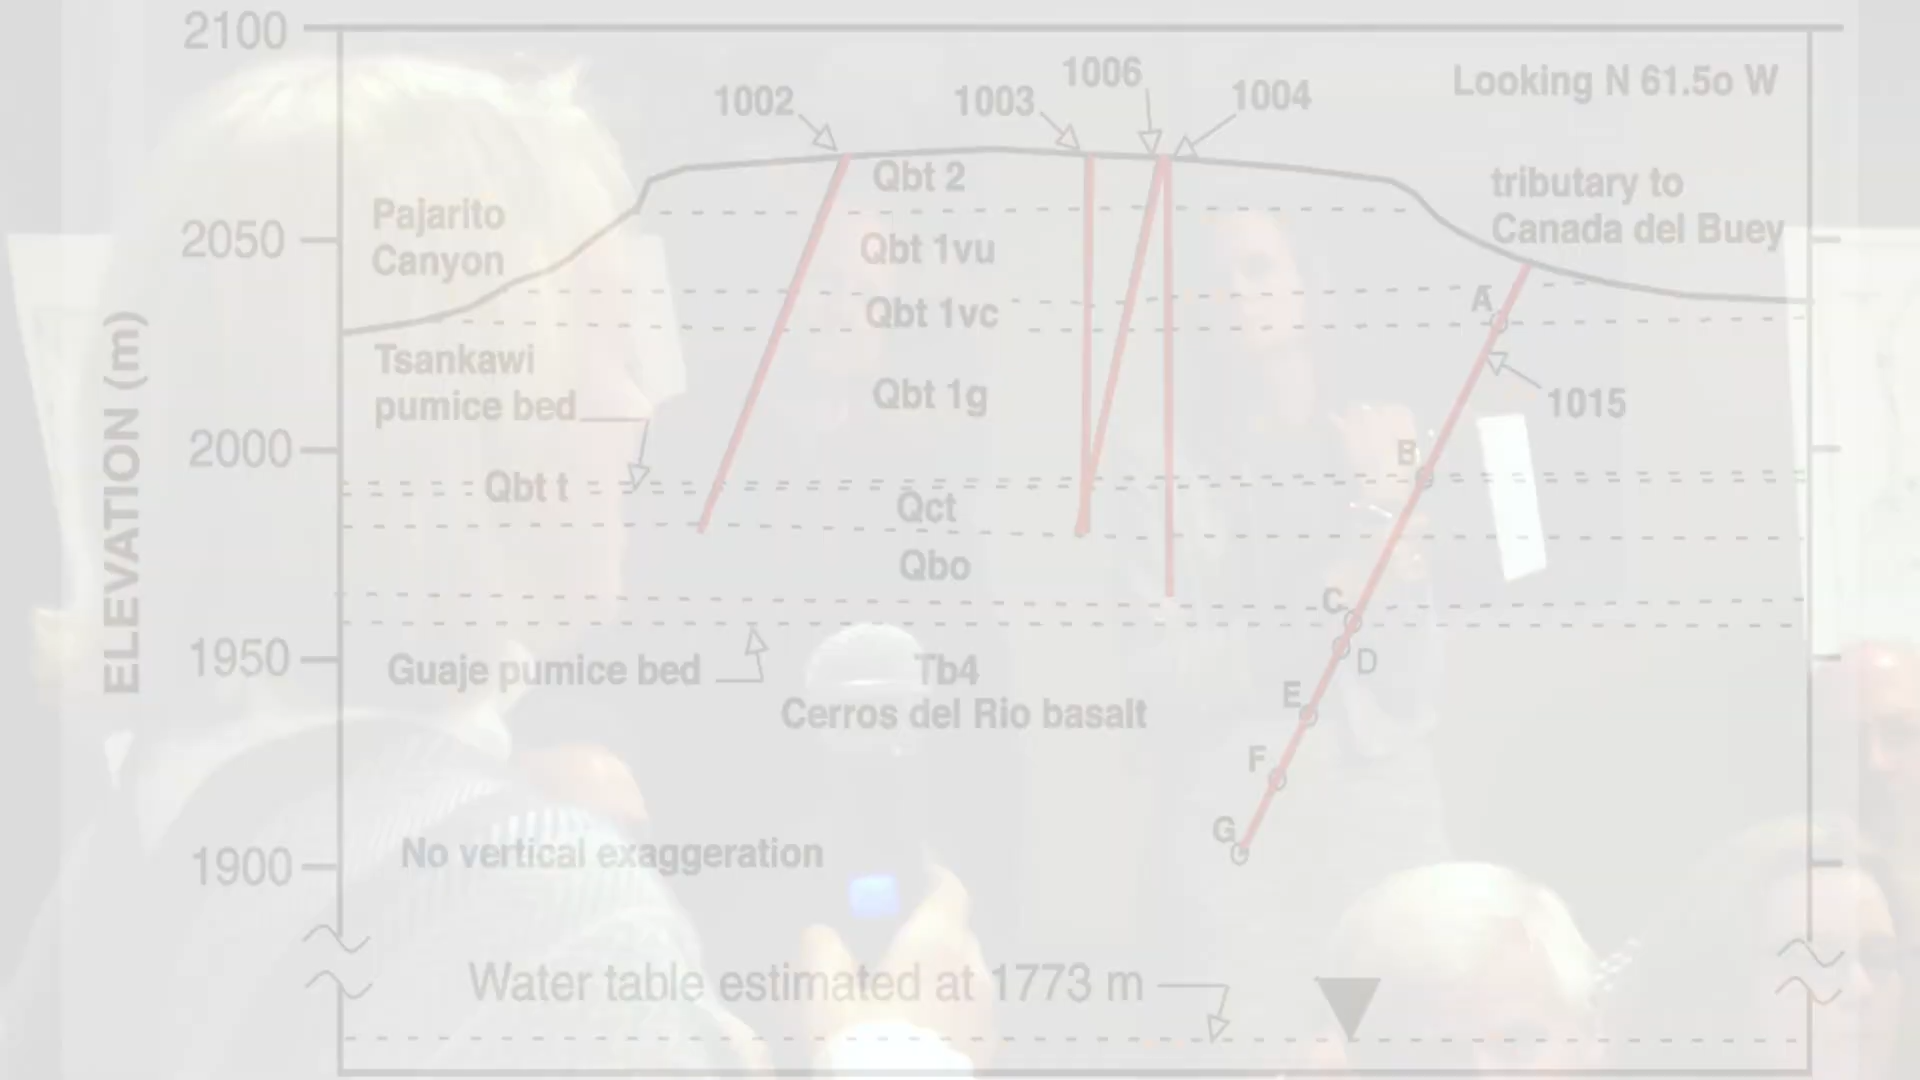 2100
2050
2000
1950
1900
ELEVATION (m)
1002
1003
1006
1004
Looking N 61.5o W
Pajarito
Canyon
Qbt 2
tributary to
Canada del Buey
Qbt 1vu
Qbt 1vc
Tsankawi
pumice bed
Qbt 1g
A
1015
B
Qbt t
Qct
Qbo
C
D
Guaje pumice bed
Tb4
Cerros del Rio basalt
E
F
G
No vertical exaggeration
Water table estimated at 1773 m